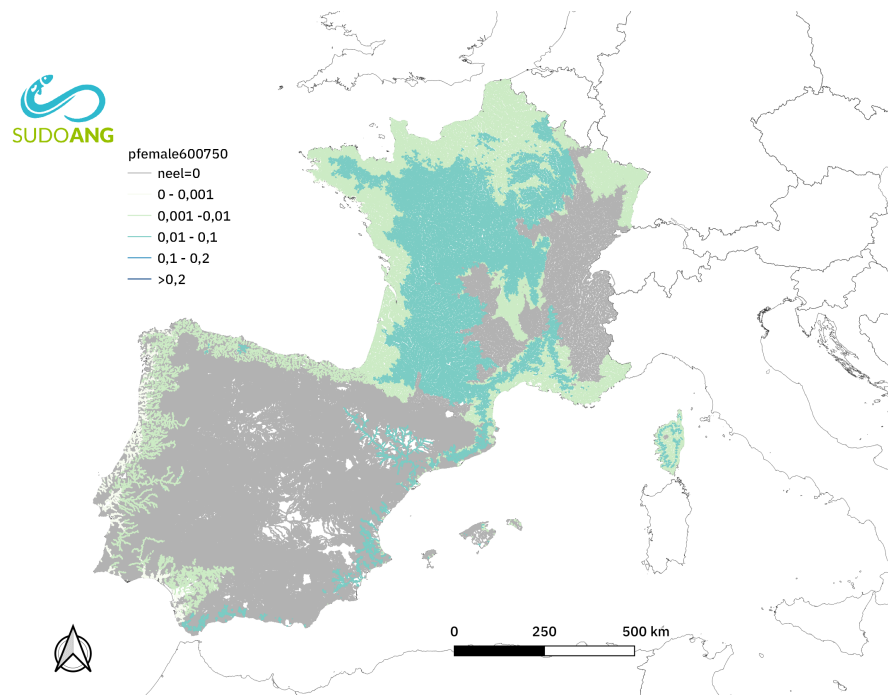 SUDOANG
pfemale600750
neel=0
0 - 0,001
0,001 -0,01
0,01 - 0,1
0,1 - 0,2
>0,2
0 250 500 km